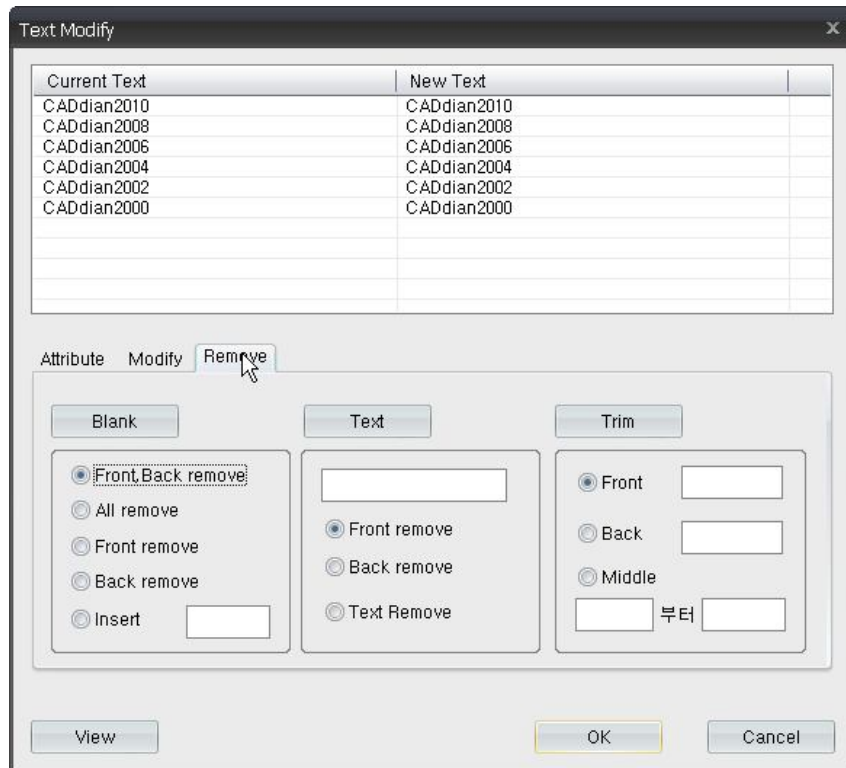 Text Modify
Current Text New Text
CADdian2010 CADdian2010
CADdian2008 CADdian2008
CADdian2006 CADdian2006
CADdian2004 CADdian2004
CADdian2002 CADdian2002
CADdian2000 CADdian2000
Attribute Modify Remove
Blank Text Trim
Front,Back remove
All remove
Front remove
Back remove
Insert
Front remove
Back remove
Text Remove
Front
Back
Middle
부터
View OK Cancel